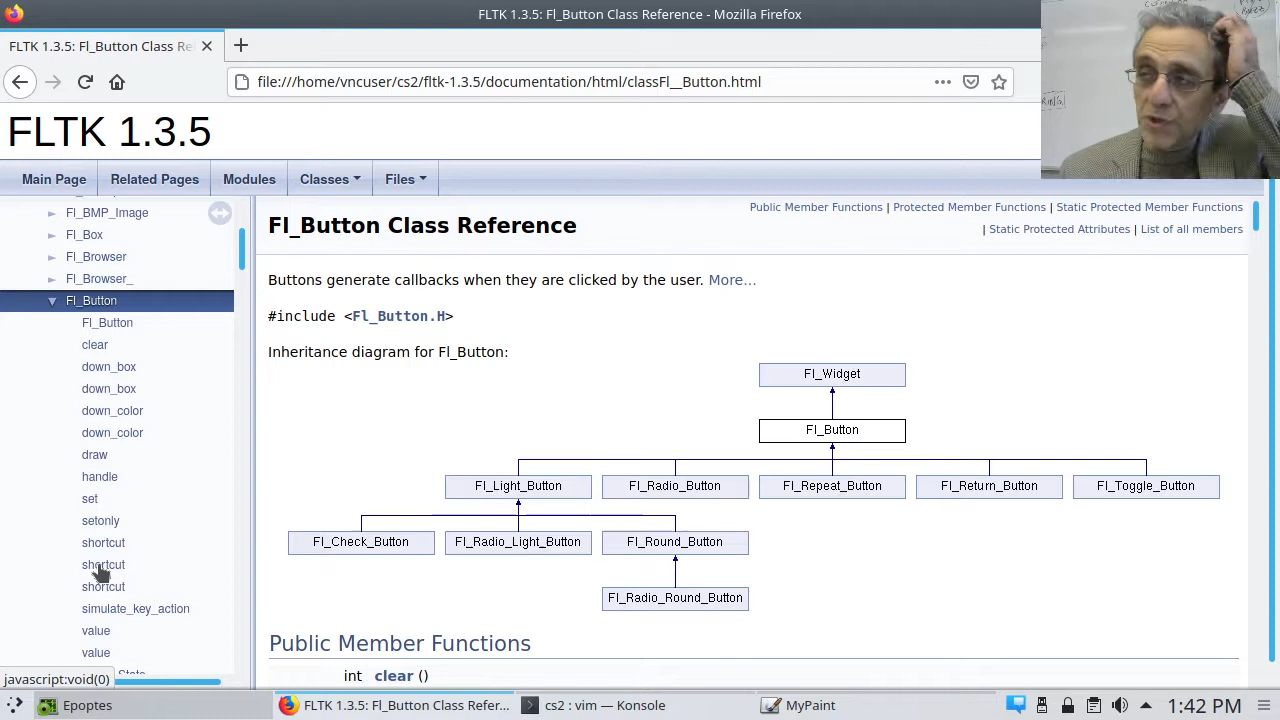 FLTK 1.3.5: Fl_Button Class Reference - Mozilla Firefox
FLTK 1.3.5: Fl_Button Class Re
file:///home/vncuser/cs2/fltk-1.3.5/documentation/html/classFl__Button.html
FLTK 1.3.5
Main Page
Related Pages
Modules
Classes
Files
Fl_BMP_Image
Fl_Box
Fl_Browser
Fl_Browser_
Fl_Button
Fl_Button
clear
down_box
down_box
down_color
down_color
draw
handle
set
setonly
shortcut
shortcut
shortcut
simulate_key_action
value
value
javascript:void(0)
Public Member Functions | Protected Member Functions | Static Protected Member Functions
| Static Protected Attributes | List of all members
Fl_Button Class Reference
Buttons generate callbacks when they are clicked by the user. More...
#include <Fl_Button.H>
Inheritance diagram for Fl_Button:
Fl_Widget
Fl_Button
Fl_Light_Button
Fl_Radio_Button
Fl_Repeat_Button
Fl_Return_Button
Fl_Toggle_Button
Fl_Check_Button
Fl_Radio_Light_Button
Fl_Round_Button
Fl_Radio_Round_Button
Public Member Functions
int clear ()
Epoptes
FLTK 1.3.5: Fl_Button Class Refer...
cs2 : vim — Konsole
MyPaint
1:42 PM